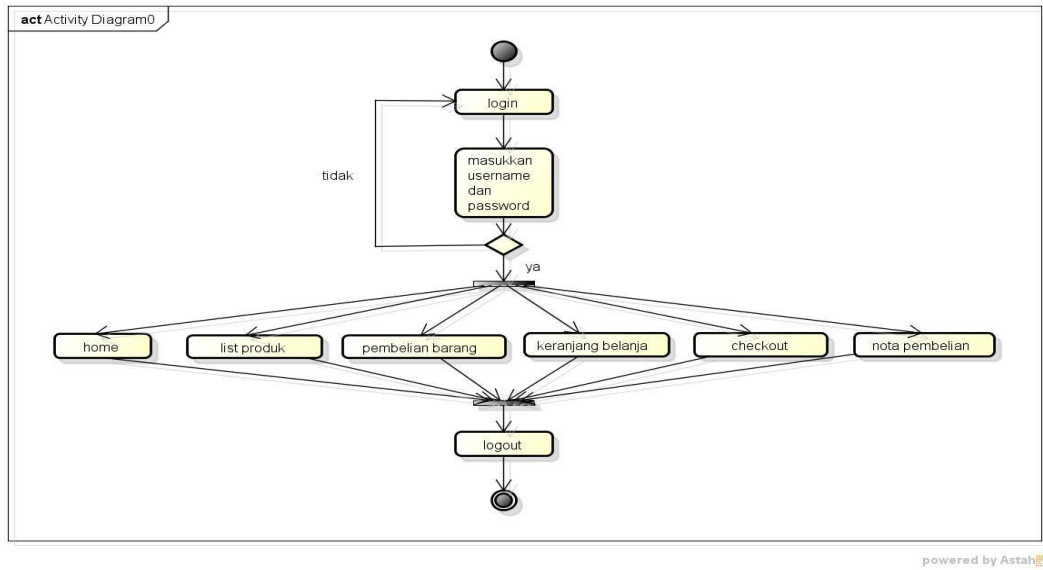 act Activity Diagram0
login
tidak
masukkan
username
dan
password
ya
home
list produk
pembelian barang
keranjang belanja
checkout
nota pembelian
logout
powered by Astah